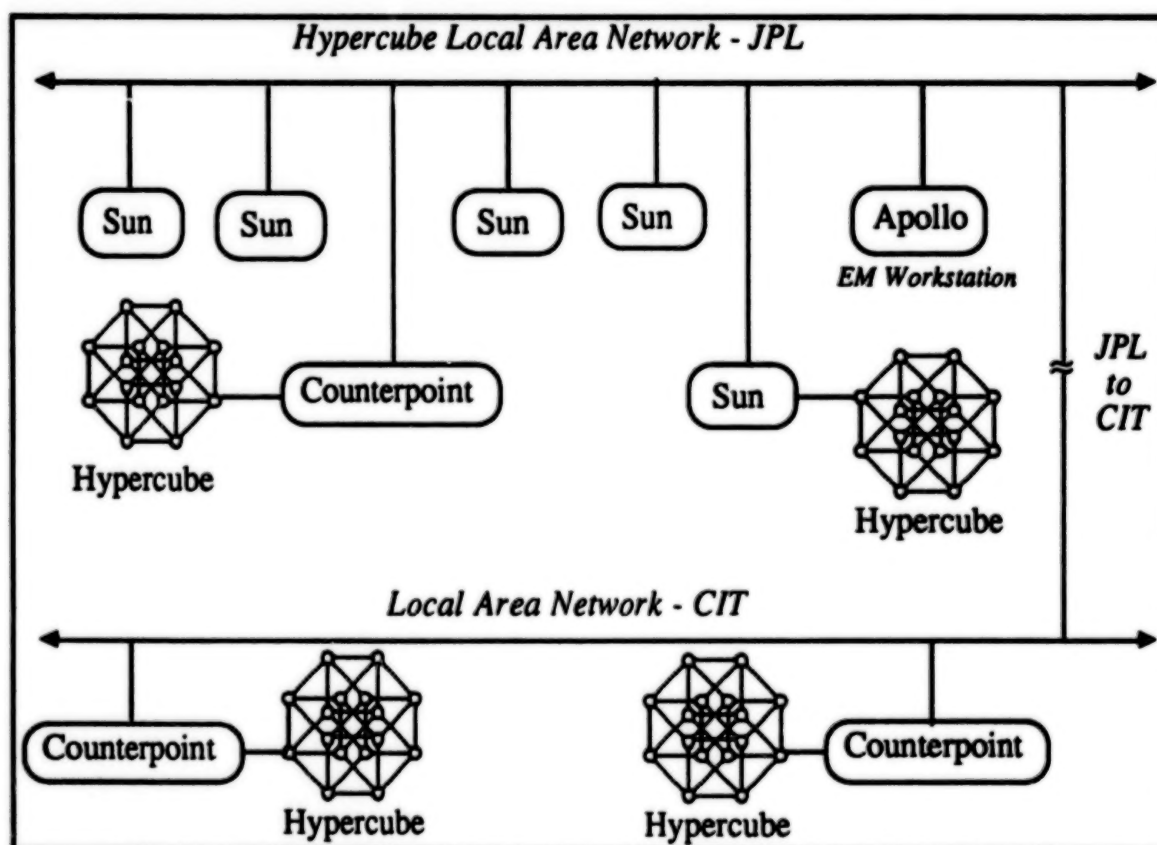 Hypercube Local Area Network - JPL
Sun
Sun
Sun
Sun
Apollo
EM Workstation
Counterpoint
Sun
JPL
to
CIT
Hypercube
Hypercube
Local Area Network - CIT
Counterpoint
Counterpoint
Hypercube
Hypercube